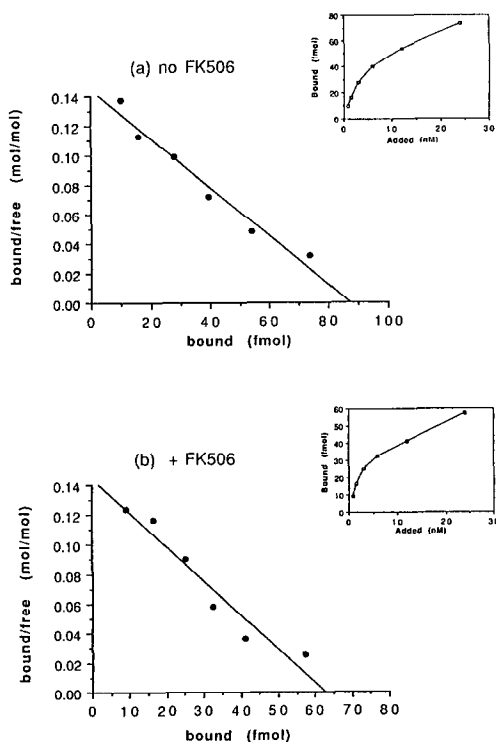 (a) no FK506
bound/free (mol/mol)
0.14
0.12
0.10
0.08
0.06
0.04
0.02
0.00
0 20 40 60 80 100
bound (fmol)
Bound (fmol)
80
60
40
20
0
0 10 20 30
Added (nM)
(b) + FK506
bound/free (mol/mol)
0.14
0.12
0.10
0.08
0.06
0.04
0.02
0.00
0 10 20 30 40 50 60 70 80
bound (fmol)
Bound (fmol)
60
50
40
30
20
10
0
0 10 20 30
Added (nM)